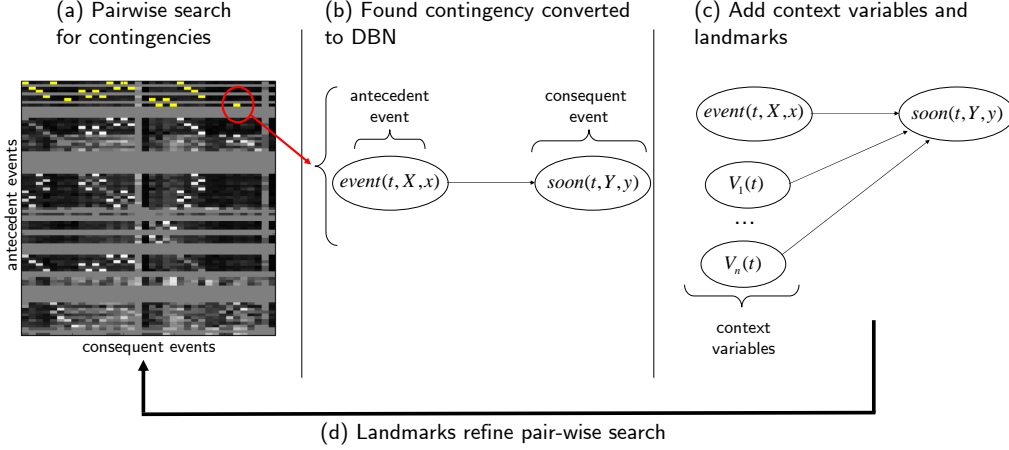 (a) Pairwise search
for contingencies
antecedent events
consequent events
(b) Found contingency converted
to DBN
antecedent
event
consequent
event
event(t, X,x)
soon(t,Y,y)
(c) Add context variables and
landmarks
event(t, X,x)
soon(t,Y,y)
V₁(t)
...
Vₙ(t)
context
variables
(d) Landmarks refine pair-wise search